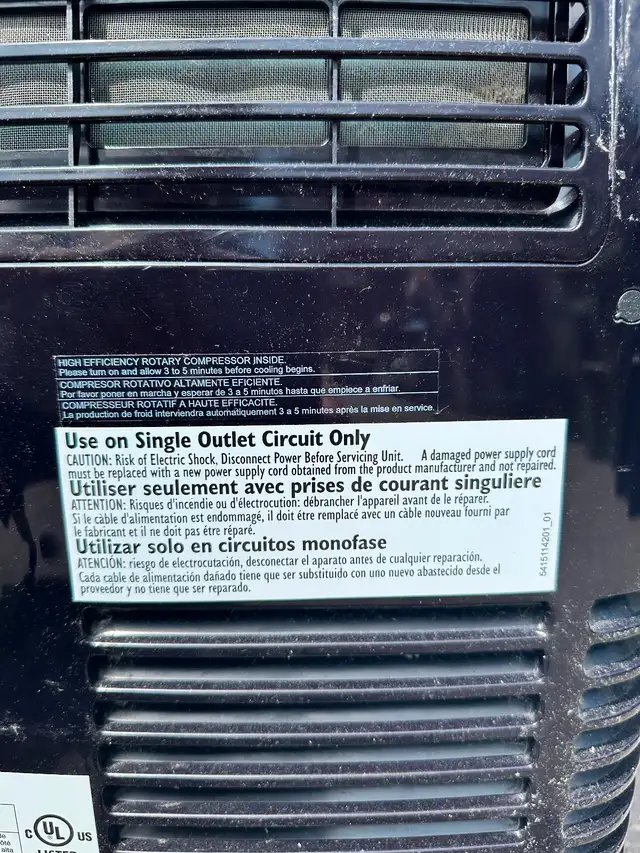 HIGH EFFICIENCY ROTARY COMPRESSOR INSIDE.
Please turn on and allow 3 to 5 minutes before cooling begins.
COMPRESOR ROTATIVO ALTAMENTE EFICIENTE.
Por favor poner en marcha y esperar de 3 a 5 minutos hasta que empiece a enfriar.
COMPRESSEUR ROTATIF A HAUTE EFFICACITE.
La production de froid interviendra automatiquement 3 a 5 minutes après la mise en service.
Use on Single Outlet Circuit Only
CAUTION: Risk of Electric Shock, Disconnect Power Before Servicing Unit. A damaged power supply cord
must be replaced with a new power supply cord obtained from the product manufacturer and not repaired.
Utiliser seulement avec prises de courant singuliere
ATTENTION: Risques d'incendie ou d'électrocution: débrancher l'appareil avant de le réparer.
Si le câble d'alimentation est endommagé, il doit être remplacé avec un câble nouveau fourni par
le fabricant et il ne doit pas être réparé.
Utilizar solo en circuitos monofase
ATENCIÓN: riesgo de electrocutación, desconectar el aparato antes de cualquier reparación.
Cada cable de alimentación dañado tiene que ser substituido con uno nuevo abastecido desde el
proveedor y no tiene que ser reparado.
5415114201_01
de
ôté
alta
C UL US
LISTED